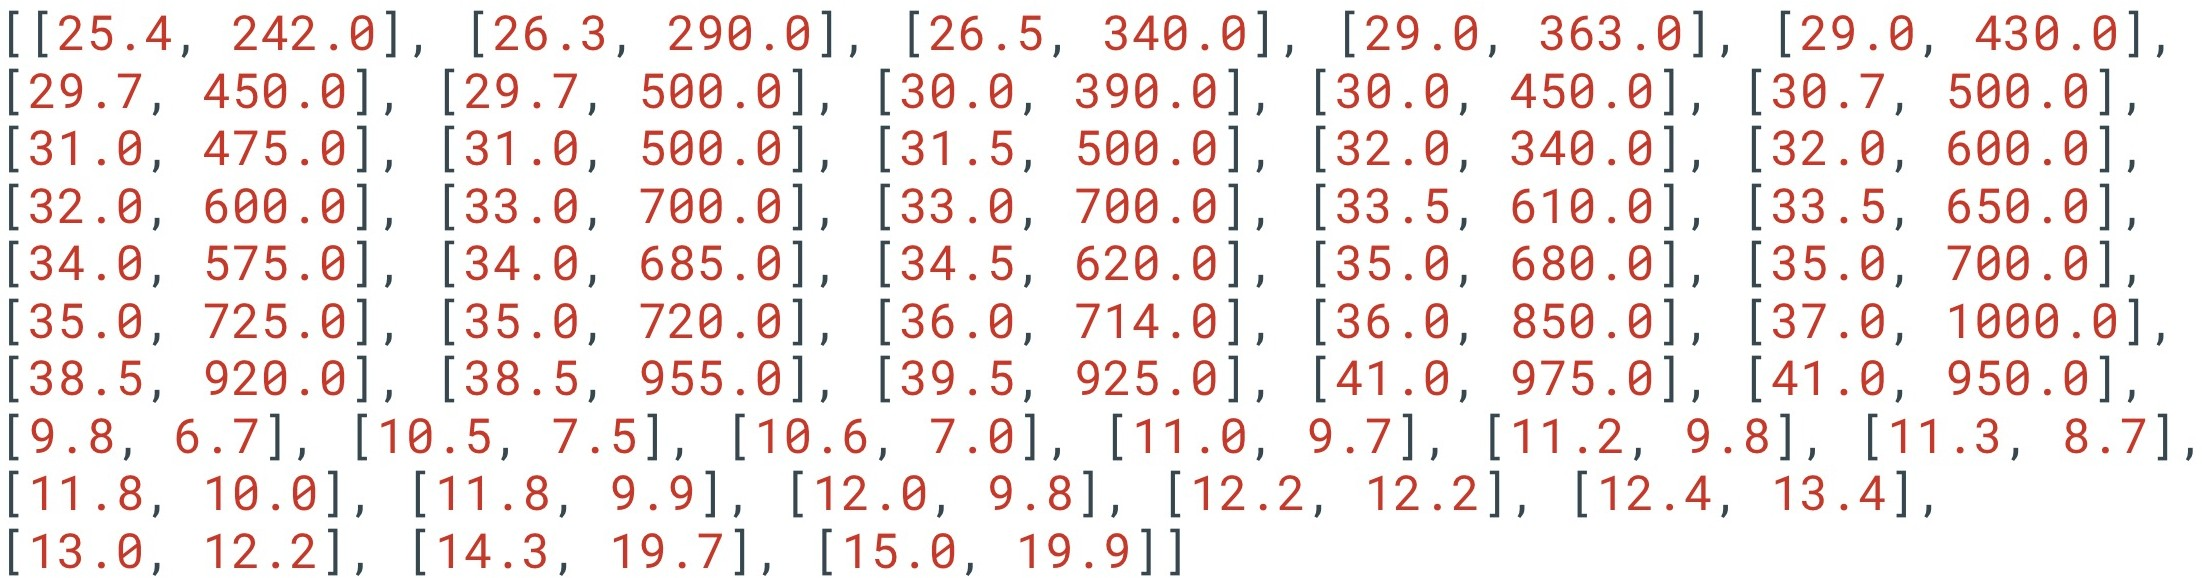 [[25.4, 242.0], [26.3, 290.0], [26.5, 340.0], [29.0, 363.0], [29.0, 430.0],
[29.7, 450.0], [29.7, 500.0], [30.0, 390.0], [30.0, 450.0], [30.7, 500.0],
[31.0, 475.0], [31.0, 500.0], [31.5, 500.0], [32.0, 340.0], [32.0, 600.0],
[32.0, 600.0], [33.0, 700.0], [33.0, 700.0], [33.5, 610.0], [33.5, 650.0],
[34.0, 575.0], [34.0, 685.0], [34.5, 620.0], [35.0, 680.0], [35.0, 700.0],
[35.0, 725.0], [35.0, 720.0], [36.0, 714.0], [36.0, 850.0], [37.0, 1000.0],
[38.5, 920.0], [38.5, 955.0], [39.5, 925.0], [41.0, 975.0], [41.0, 950.0],
[9.8, 6.7], [10.5, 7.5], [10.6, 7.0], [11.0, 9.7], [11.2, 9.8], [11.3, 8.7],
[11.8, 10.0], [11.8, 9.9], [12.0, 9.8], [12.2, 12.2], [12.4, 13.4],
[13.0, 12.2], [14.3, 19.7], [15.0, 19.9]]